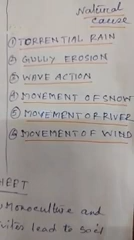 Natural
cause
① TORRENTIAL RAIN
② GULLY EROSION
③ WAVE ACTION
④ MOVEMENT OF SNOW
⑤ MOVEMENT OF RIVER
⑥ MOVEMENT OF WIND
Monoculture and
lead to soil